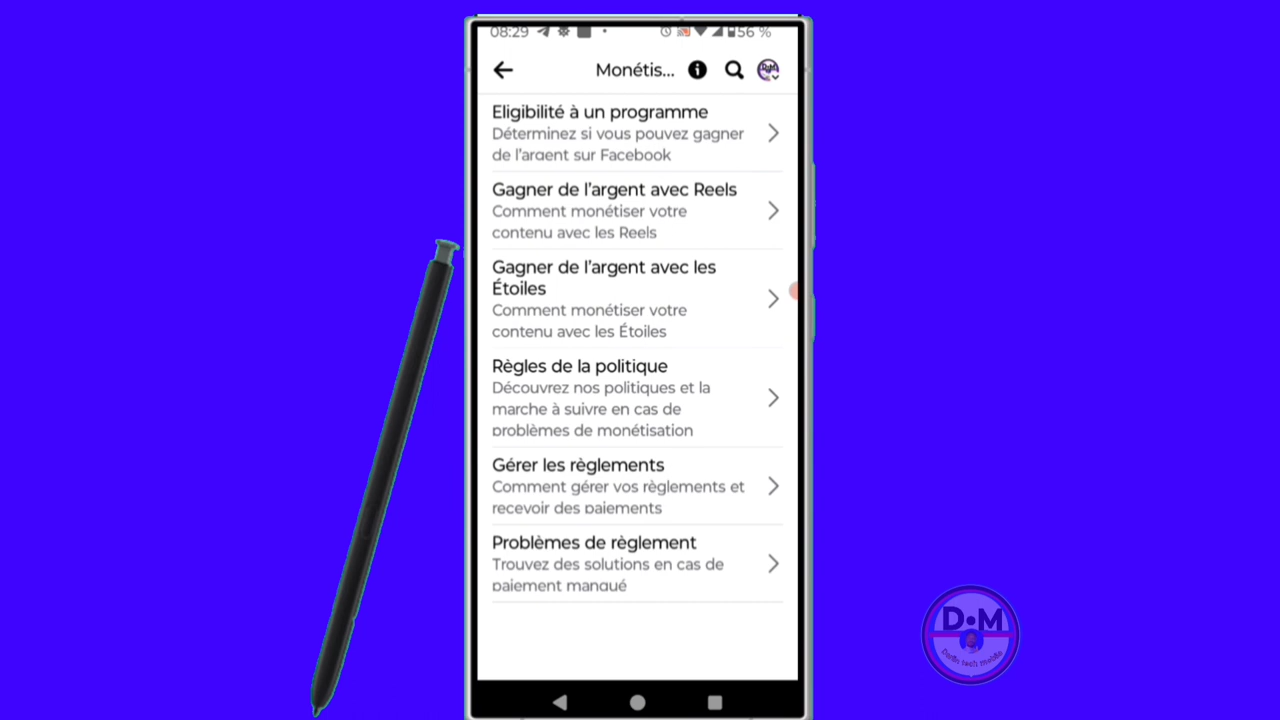 08:29
56 %
Monétis...
Eligibilité à un programme
Déterminez si vous pouvez gagner
de l'argent sur Facebook
Gagner de l'argent avec Reels
Comment monétiser votre
contenu avec les Reels
Gagner de l'argent avec les
Étoiles
Comment monétiser votre
contenu avec les Étoiles
Règles de la politique
Découvrez nos politiques et la
marche à suivre en cas de
problèmes de monétisation
Gérer les règlements
Comment gérer vos règlements et
recevoir des paiements
Problèmes de règlement
Trouvez des solutions en cas de
paiement manqué
D•M
tech mobile